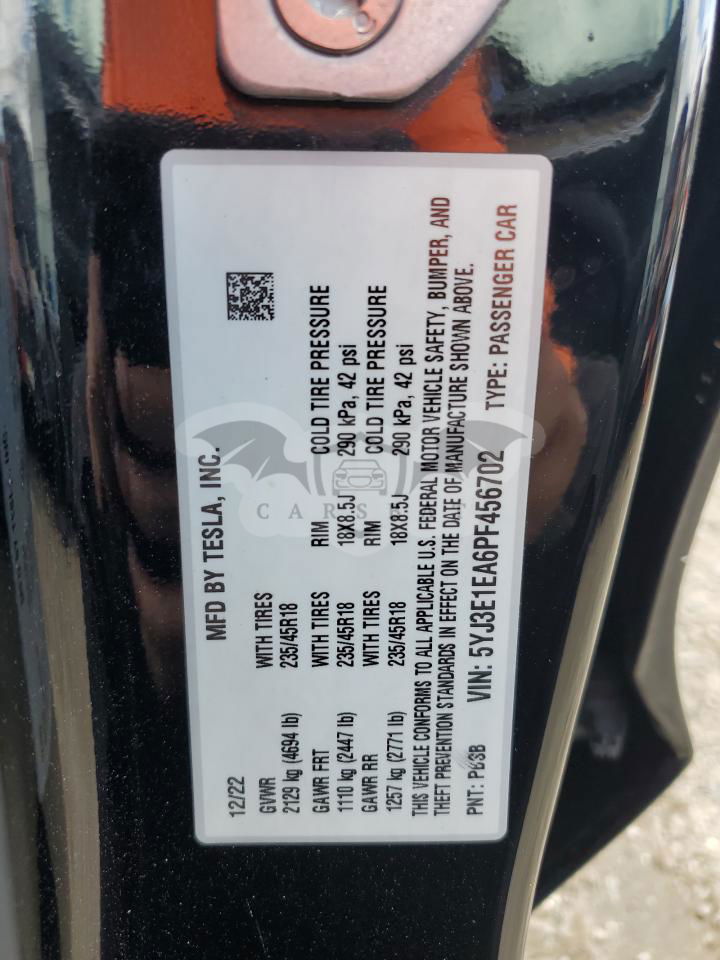 MFD BY TESLA, INC.
12/22
GVWR WITH TIRES RIM COLD TIRE PRESSURE
2129 kg (4694 lb) 235/45R18 18X8.5J 290 kPa, 42 psi
GAWR FRT WITH TIRES RIM COLD TIRE PRESSURE
1110 kg (2447 lb) 235/45R18 18X8.5J 290 kPa, 42 psi
GAWR RR
1257 kg (2771 lb) 235/45R18
THIS VEHICLE CONFORMS TO ALL APPLICABLE U.S. FEDERAL MOTOR VEHICLE SAFETY, BUMPER, AND
THEFT PREVENTION STANDARDS IN EFFECT ON THE DATE OF MANUFACTURE SHOWN ABOVE.
PNT: PBSB VIN: 5YJ3E1EA6PF456702 TYPE: PASSENGER CAR